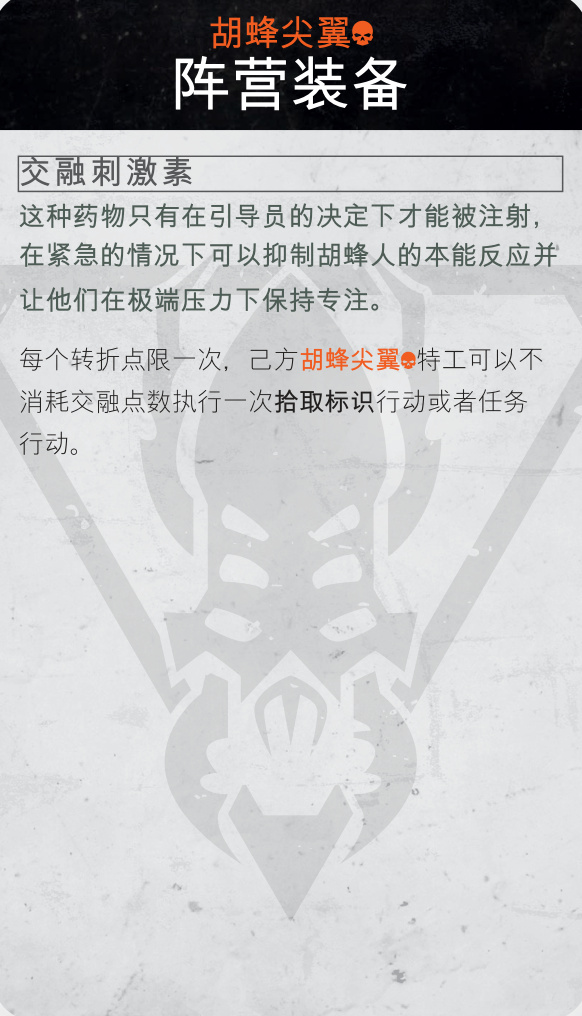 胡蜂尖翼
阵营装备
交融刺激素
这种药物只有在引导员的决定下才能被注射，
在紧急的情况下可以抑制胡蜂人的本能反应并
让他们在极端压力下保持专注。
每个转折点限一次，己方胡蜂尖翼特工可以不
消耗交融点数执行一次拾取标识行动或者任务
行动。